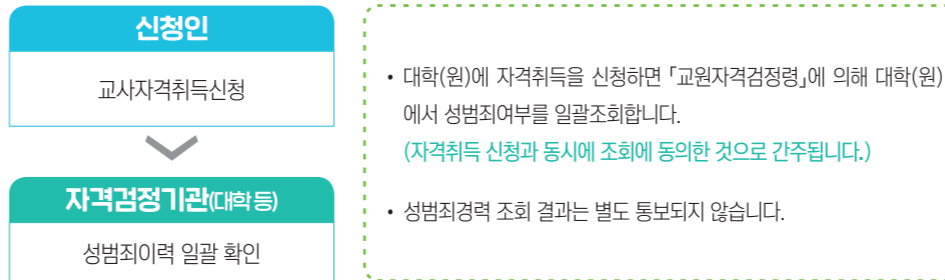 신청인
교사자격취득신청
자격검정기관(대학 등)
성범죄이력 일괄 확인
• 대학(원)에 자격취득을 신청하면 「교원자격검정령」에 의해 대학(원)
에서 성범죄여부를 일괄조회합니다.
(자격취득 신청과 동시에 조회에 동의한 것으로 간주됩니다.)
• 성범죄경력 조회 결과는 별도 통보되지 않습니다.